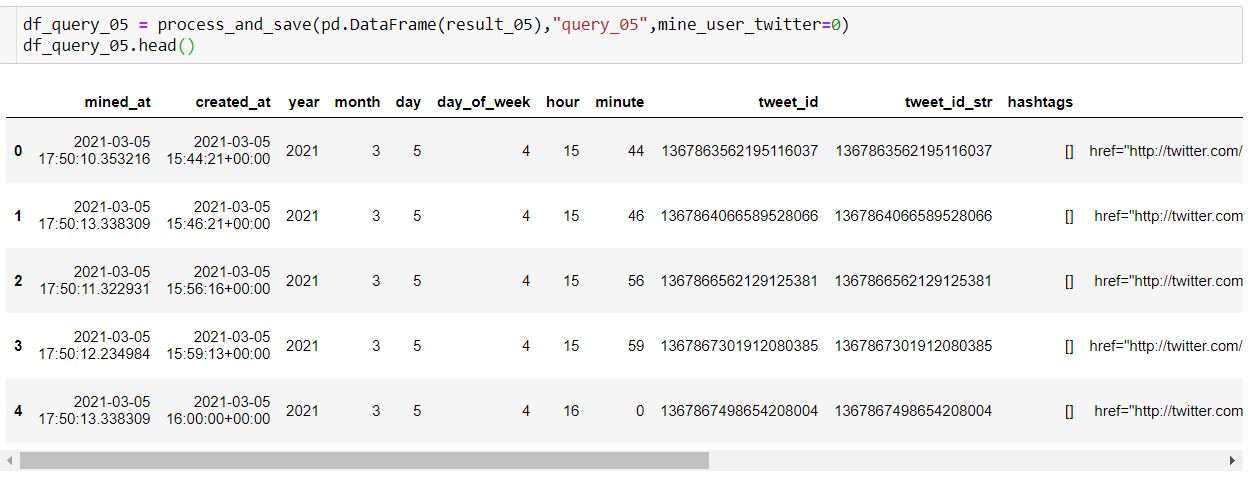 df_query_05 = process_and_save(pd.DataFrame(result_05),"query_05",mine_user_twitter=0)
df_query_05.head()
mined_at created_at year month day day_of_week hour minute tweet_id tweet_id_str hashtags
0 2021-03-05 17:50:10.353216 2021-03-05 15:44:21+00:00 2021 3 5 4 15 44 1367863562195116037 1367863562195116037 [] href="http://twitter.com/
1 2021-03-05 17:50:13.338309 2021-03-05 15:46:21+00:00 2021 3 5 4 15 46 1367864066589528066 1367864066589528066 [] href="http://twitter.com
2 2021-03-05 17:50:11.322931 2021-03-05 15:56:16+00:00 2021 3 5 4 15 56 1367866562129125381 1367866562129125381 [] href="http://twitter.com
3 2021-03-05 17:50:12.234984 2021-03-05 15:59:13+00:00 2021 3 5 4 15 59 1367867301912080385 1367867301912080385 [] href="http://twitter.com/
4 2021-03-05 17:50:13.338309 2021-03-05 16:00:00+00:00 2021 3 5 4 16 0 1367867498654208004 1367867498654208004 [] href="http://twitter.com